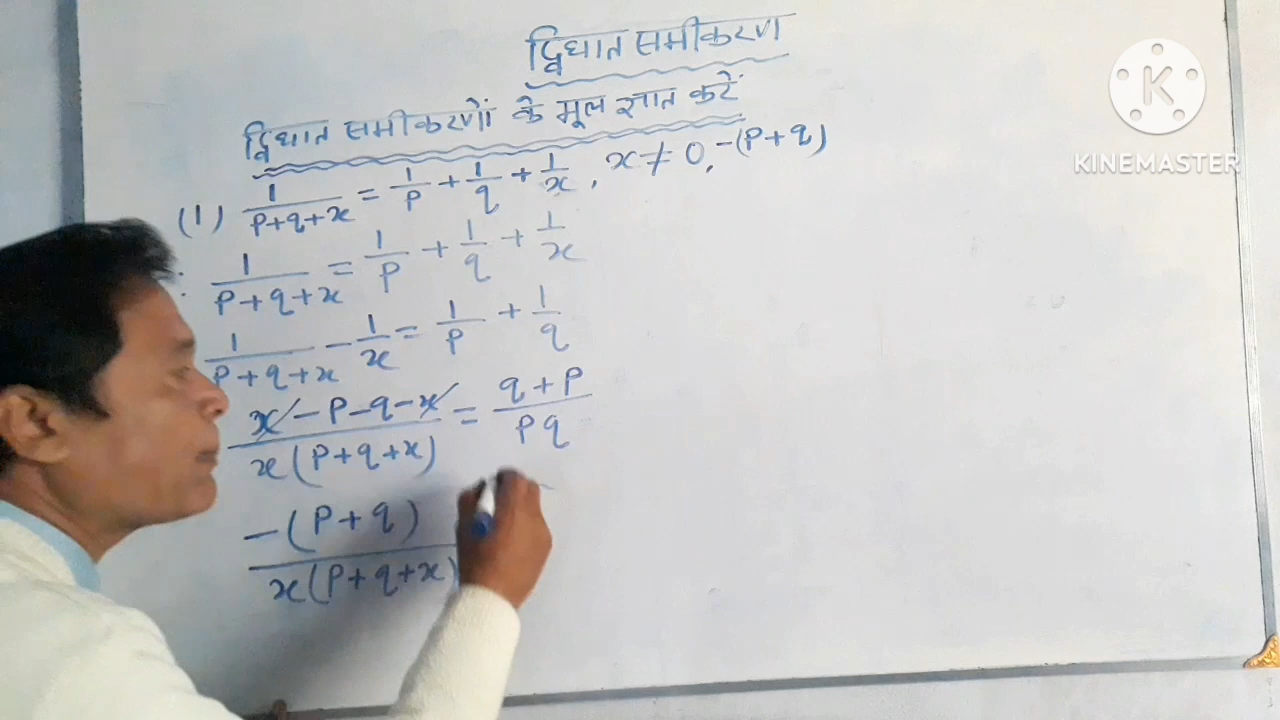 द्विघात समीकरण
द्विघात समीकरणों के मूल ज्ञात करें
(1) 1/(p+q+x) = 1/p + 1/q + 1/x , x ≠ 0, -(p+q)
: 1/(p+q+x) = 1/p + 1/q + 1/x
1/(p+q+x) - 1/x = 1/p + 1/q
(x-p-q-x)/(x(p+q+x)) = (q+p)/(pq)
-(p+q)/(x(p+q+x))
K
KINEMASTER